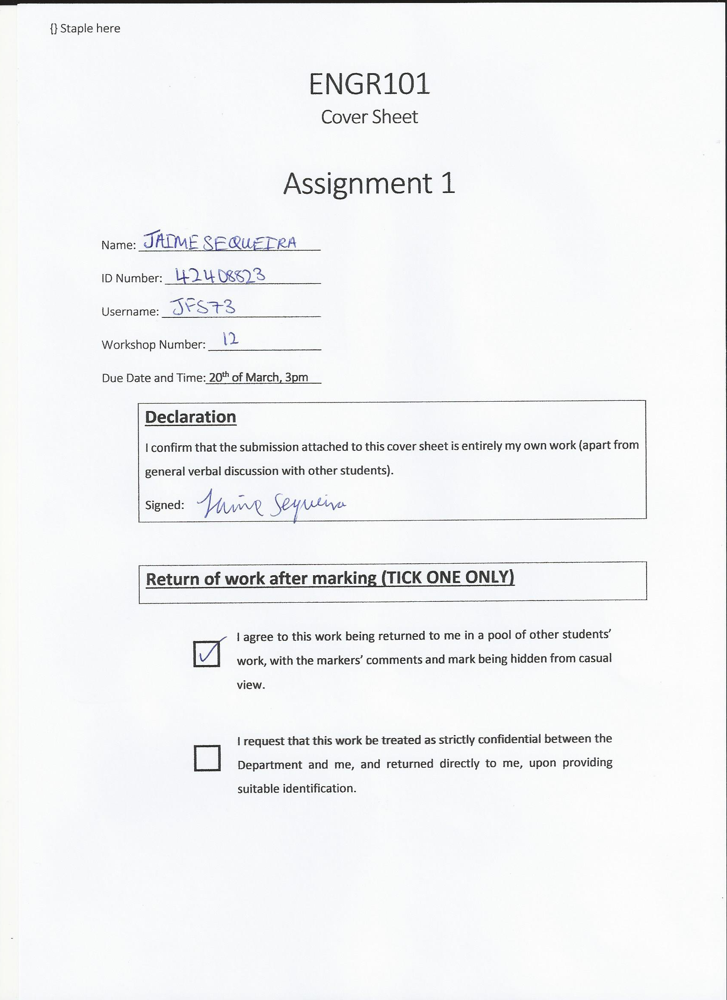 {} Staple here
ENGR101
Cover Sheet
Assignment 1
Name: JAIME SEQUEIRA
ID Number: 42408823
Username: JFS73
Workshop Number: 12
Due Date and Time: 20th of March, 3pm
Declaration
I confirm that the submission attached to this cover sheet is entirely my own work (apart from
general verbal discussion with other students).
Signed: Jaime Sequeira
Return of work after marking (TICK ONE ONLY)
I agree to this work being returned to me in a pool of other students’
work, with the markers’ comments and mark being hidden from casual
view.
I request that this work be treated as strictly confidential between the
Department and me, and returned directly to me, upon providing
suitable identification.